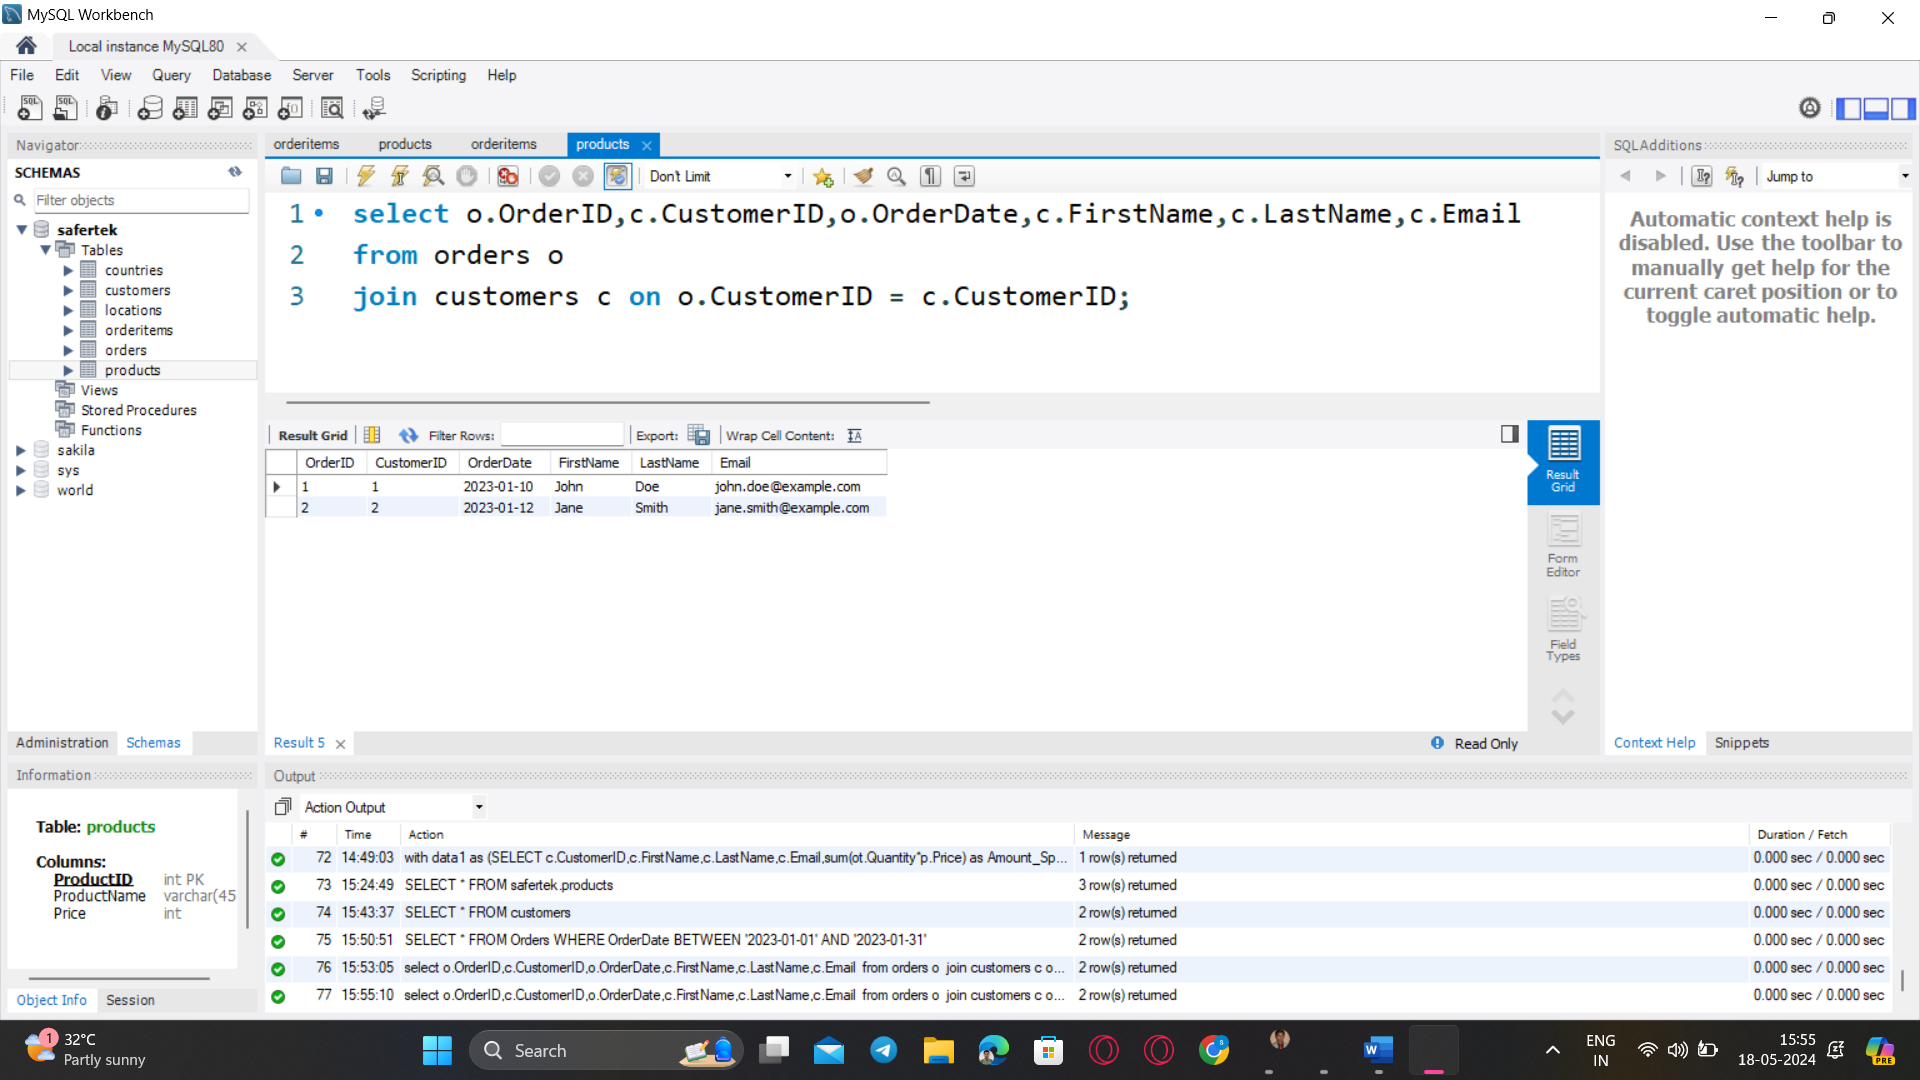 MySQL Workbench
Local instance MySQL80
File Edit View Query Database Server Tools Scripting Help
Navigator
SCHEMAS
Filter objects
safertek
Tables
countries
customers
locations
orderitems
orders
products
Views
Stored Procedures
Functions
sakila
sys
world
Administration Schemas
Information
Table: products
Columns:
ProductID int PK
ProductName varchar(45
Price int
Object Info Session
orderitems products orderitems products
Don't Limit
1 select o.OrderID,c.CustomerID,o.OrderDate,c.FirstName,c.LastName,c.Email
2 from orders o
3 join customers c on o.CustomerID = c.CustomerID;
Result Grid Filter Rows: Export: Wrap Cell Content:
OrderID CustomerID OrderDate FirstName LastName Email
1 1 2023-01-10 John Doe john.doe@example.com
2 2 2023-01-12 Jane Smith jane.smith@example.com
Result
Grid
Form
Editor
Field
Types
Result 5 Read Only
SQLAdditions
Jump to
Automatic context help is
disabled. Use the toolbar to
manually get help for the
current caret position or to
toggle automatic help.
Context Help Snippets
Output
Action Output
# Time Action Message Duration / Fetch
72 14:49:03 with data1 as (SELECT c.CustomerID,c.FirstName,c.LastName,c.Email,sum(ot.Quantity*p.Price) as Amount_Sp... 1 row(s) returned 0.000 sec / 0.000 sec
73 15:24:49 SELECT * FROM safertek.products 3 row(s) returned 0.000 sec / 0.000 sec
74 15:43:37 SELECT * FROM customers 2 row(s) returned 0.000 sec / 0.000 sec
75 15:50:51 SELECT * FROM Orders WHERE OrderDate BETWEEN '2023-01-01' AND '2023-01-31' 2 row(s) returned 0.000 sec / 0.000 sec
76 15:53:05 select o.OrderID,c.CustomerID,o.OrderDate,c.FirstName,c.LastName,c.Email from orders o join customers c o... 2 row(s) returned 0.000 sec / 0.000 sec
77 15:55:10 select o.OrderID,c.CustomerID,o.OrderDate,c.FirstName,c.LastName,c.Email from orders o join customers c o... 2 row(s) returned 0.000 sec / 0.000 sec
1
32°C
Partly sunny
Search
ENG
IN
15:55
18-05-2024
PRE